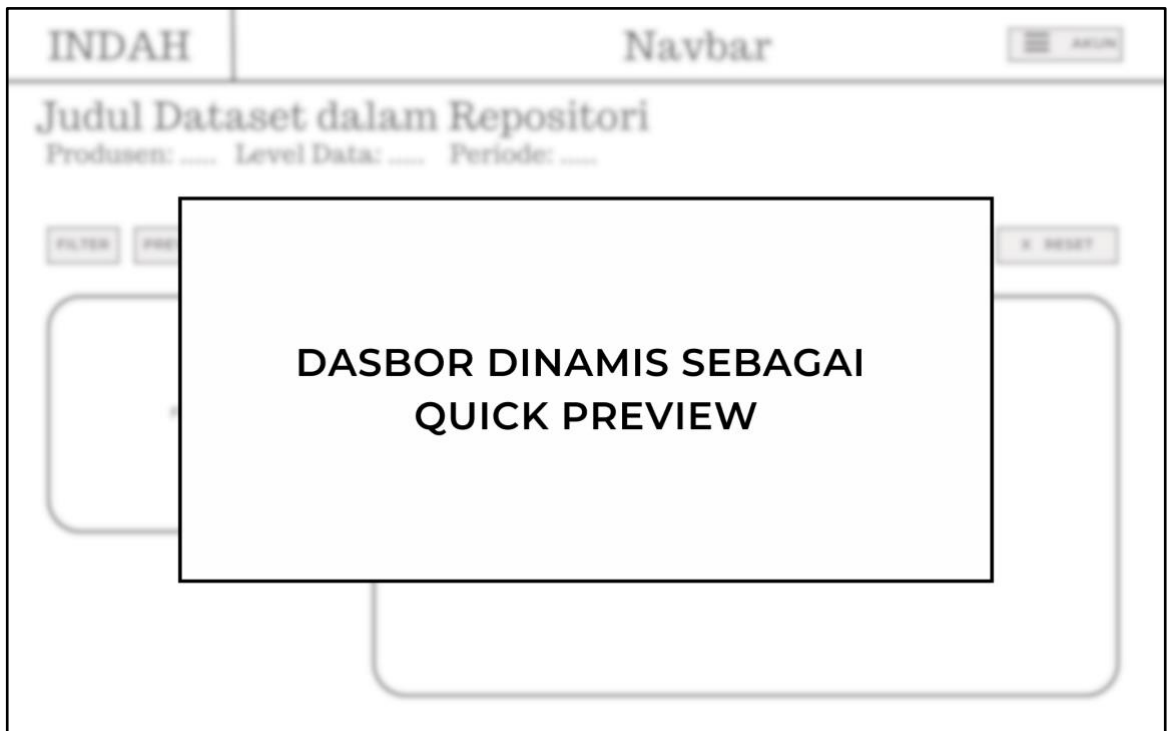 INDAH
Navbar
AKUN
Judul Dataset dalam Repositori
Produsen: ..... Level Data: ..... Periode: .....
FILTER
X RESET
DASBOR DINAMIS SEBAGAI
QUICK PREVIEW